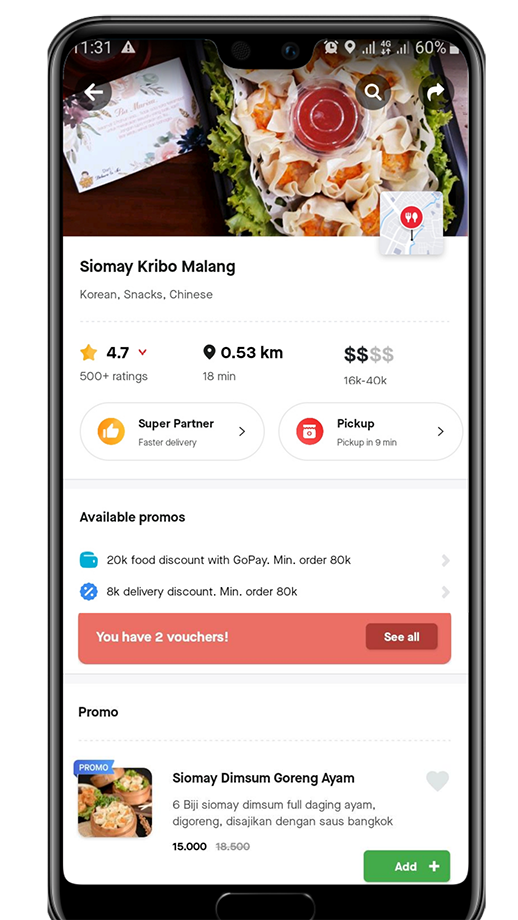 11:31
4G
60%
Siomay Kribo Malang
Korean, Snacks, Chinese
4.7
0.53 km
$$$$
500+ ratings
18 min
16k-40k
Super Partner
Faster delivery
Pickup
Pickup in 9 min
Available promos
20k food discount with GoPay. Min. order 80k
8k delivery discount. Min. order 80k
You have 2 vouchers!
See all
Promo
PROMO
Siomay Dimsum Goreng Ayam
6 Biji siomay dimsum full daging ayam,
digoreng, disajikan dengan saus bangkok
15.000 18.500
Add +